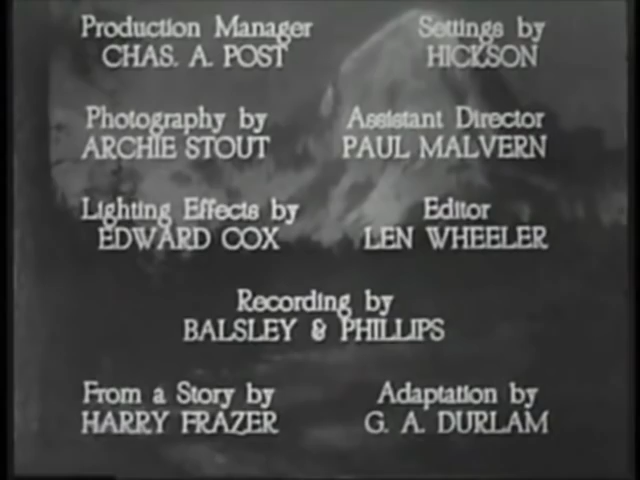 Production Manager
CHAS. A. POST
Settings by
HICKSON
Photography by
ARCHIE STOUT
Assistant Director
PAUL MALVERN
Lighting Effects by
EDWARD COX
Editor
LEN WHEELER
Recording by
BALSLEY & PHILLIPS
From a Story by
HARRY FRAZER
Adaptation by
G. A. DURLAM